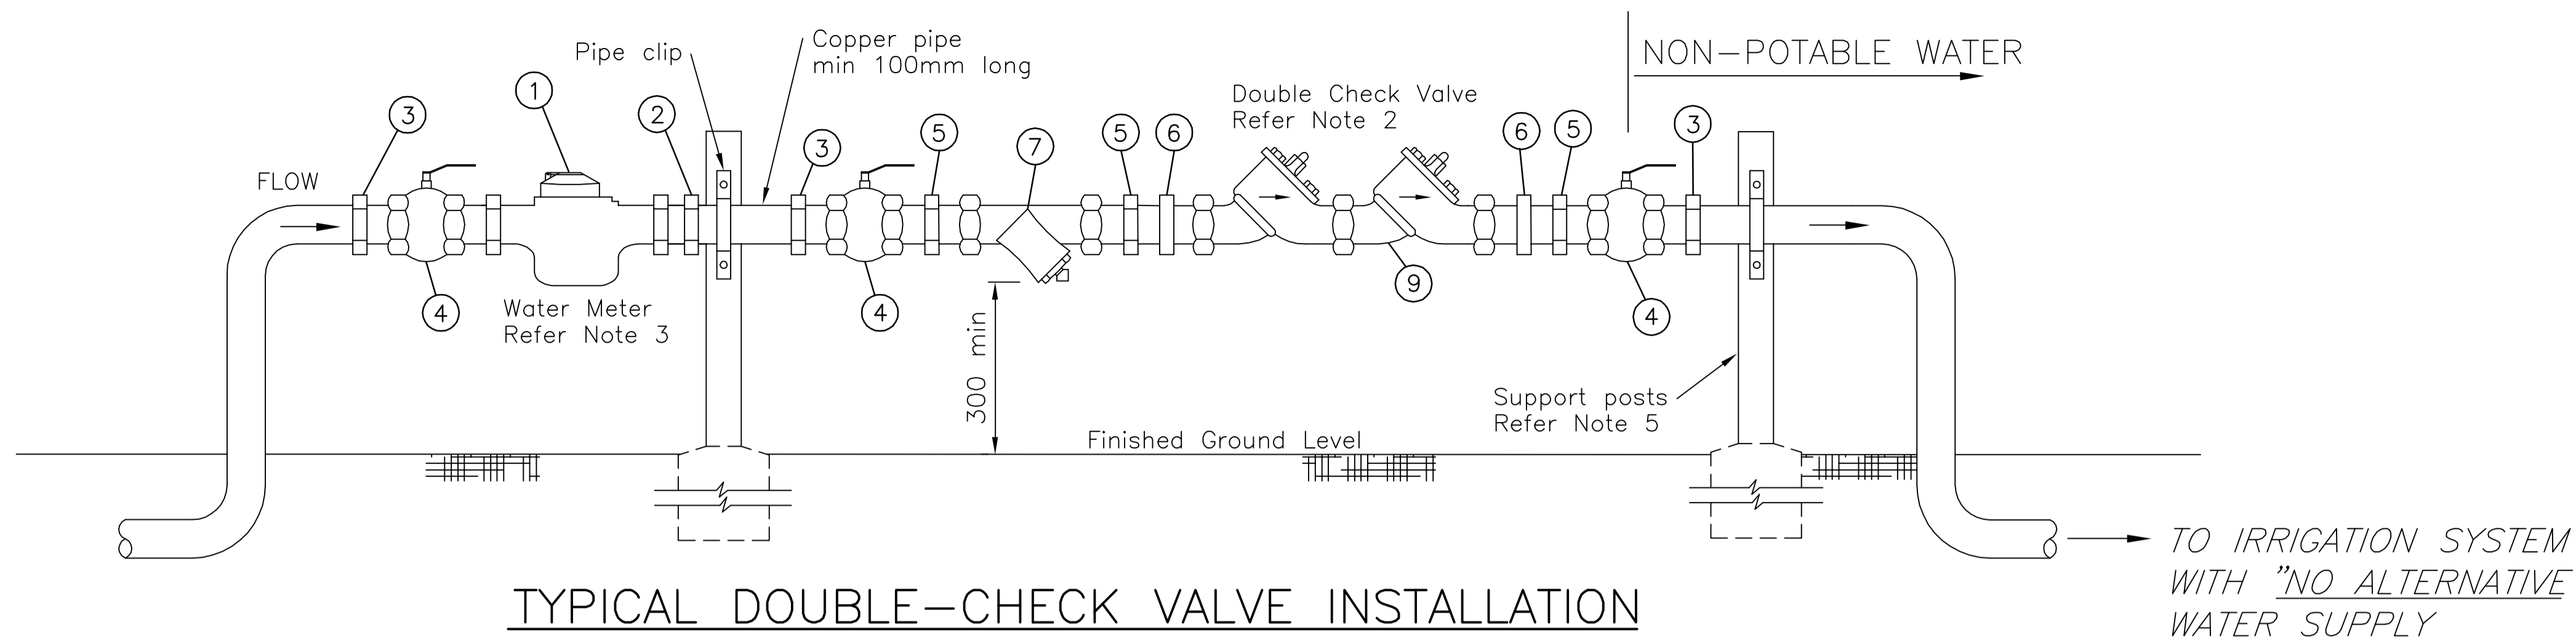 Pipe clip
Copper pipe
min 100mm long
NON-POTABLE WATER
Double Check Valve
Refer Note 2
3
1
2
3
5
7
5
6
6
5
3
FLOW
4
Water Meter
Refer Note 3
4
9
4
300 min
Support posts
Refer Note 5
Finished Ground Level
TO IRRIGATION SYSTEM
WITH "NO ALTERNATIVE
WATER SUPPLY
TYPICAL DOUBLE-CHECK VALVE INSTALLATION